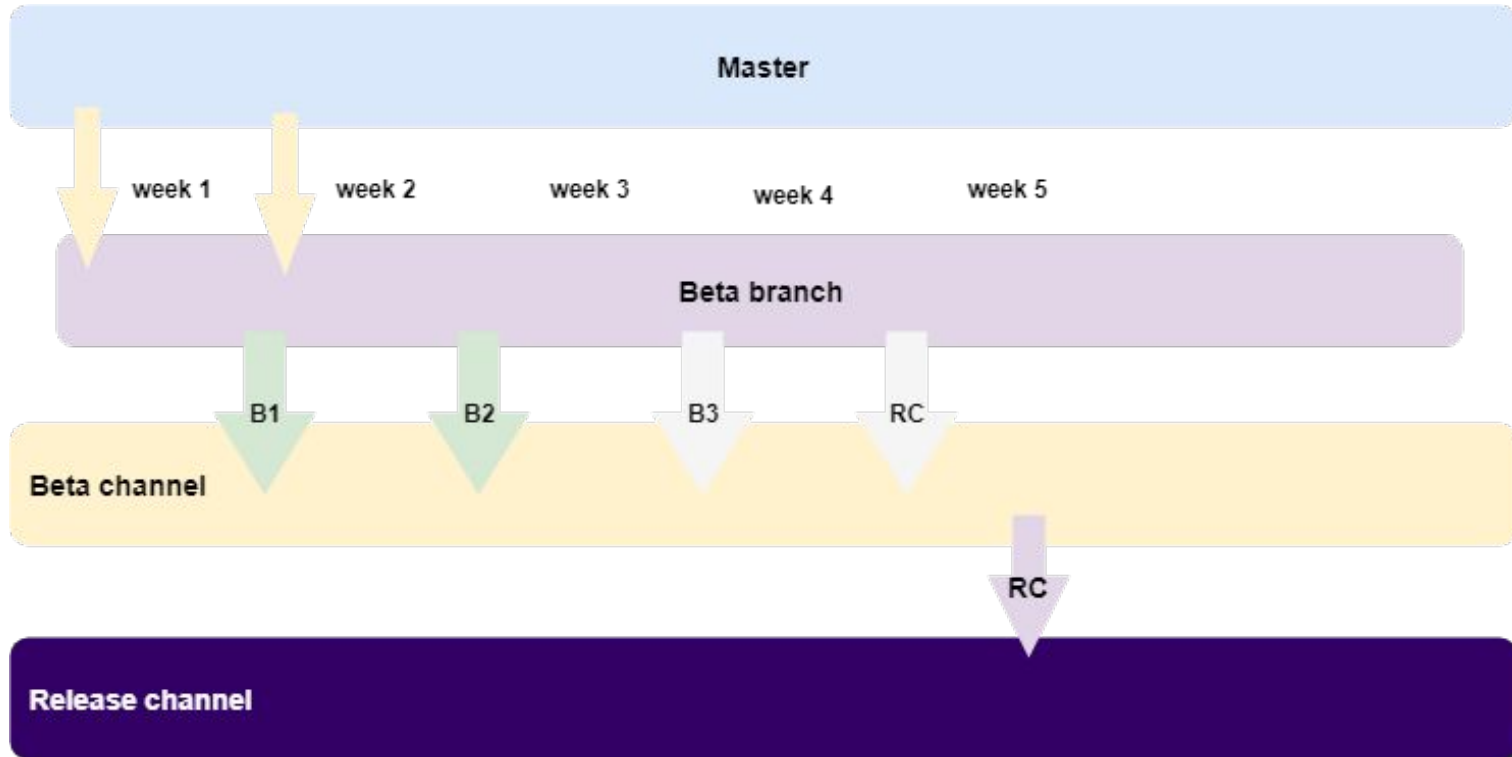 Master
week 1
week 2
week 3
week 4
week 5
Beta branch
B1
B2
B3
RC
Beta channel
RC
Release channel